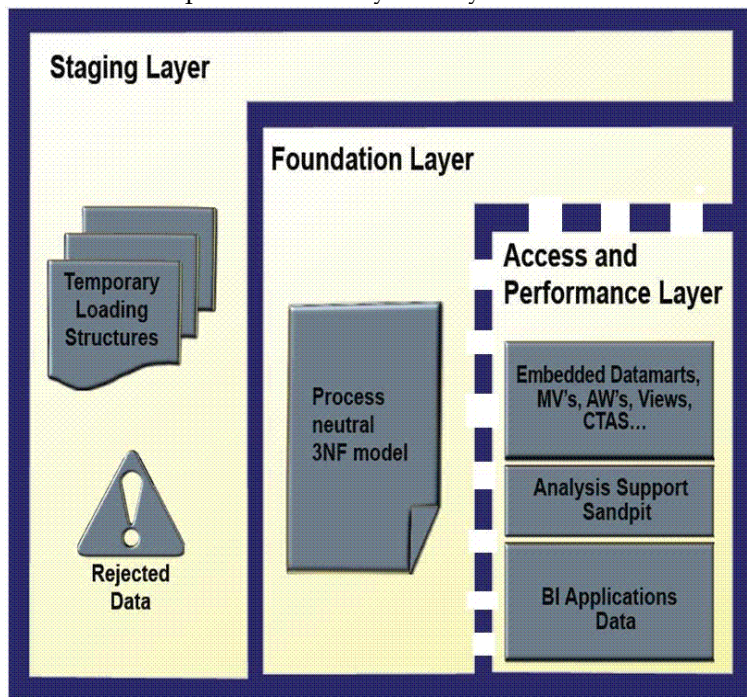 Staging Layer
Foundation Layer
Access and
Performance Layer
Temporary
Loading
Structures
Rejected
Data
Process
neutral
3NF model
Embedded Datamarts,
MV's, AW's, Views,
CTAS...
Analysis Support
Sandpit
BI Applications
Data